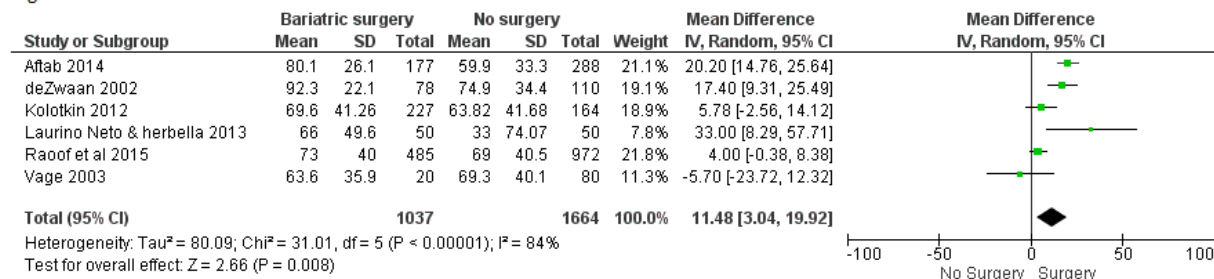 Bariatric surgery No surgery Mean Difference Mean Difference
Study or Subgroup Mean SD Total Mean SD Total Weight IV, Random, 95% CI IV, Random, 95% CI
Aftab 2014 80.1 26.1 177 59.9 33.3 288 21.1% 20.20 [14.76, 25.64]
deZwaan 2002 92.3 22.1 78 74.9 34.4 110 19.1% 17.40 [9.31, 25.49]
Kolotkin 2012 69.6 41.26 227 63.82 41.68 164 18.9% 5.78 [-2.56, 14.12]
Laurino Neto & herbella 2013 66 49.6 50 33 74.07 50 7.8% 33.00 [8.29, 57.71]
Raoof et al 2015 73 40 485 69 40.5 972 21.8% 4.00 [-0.38, 8.38]
Vage 2003 63.6 35.9 20 69.3 40.1 80 11.3% -5.70 [-23.72, 12.32]
Total (95% CI) 1037 1664 100.0% 11.48 [3.04, 19.92]
Heterogeneity: Tau² = 80.09; Chi² = 31.01, df = 5 (P < 0.00001); I² = 84%
Test for overall effect: Z = 2.66 (P = 0.008)
-100 -50 0 50 100
No Surgery Surgery